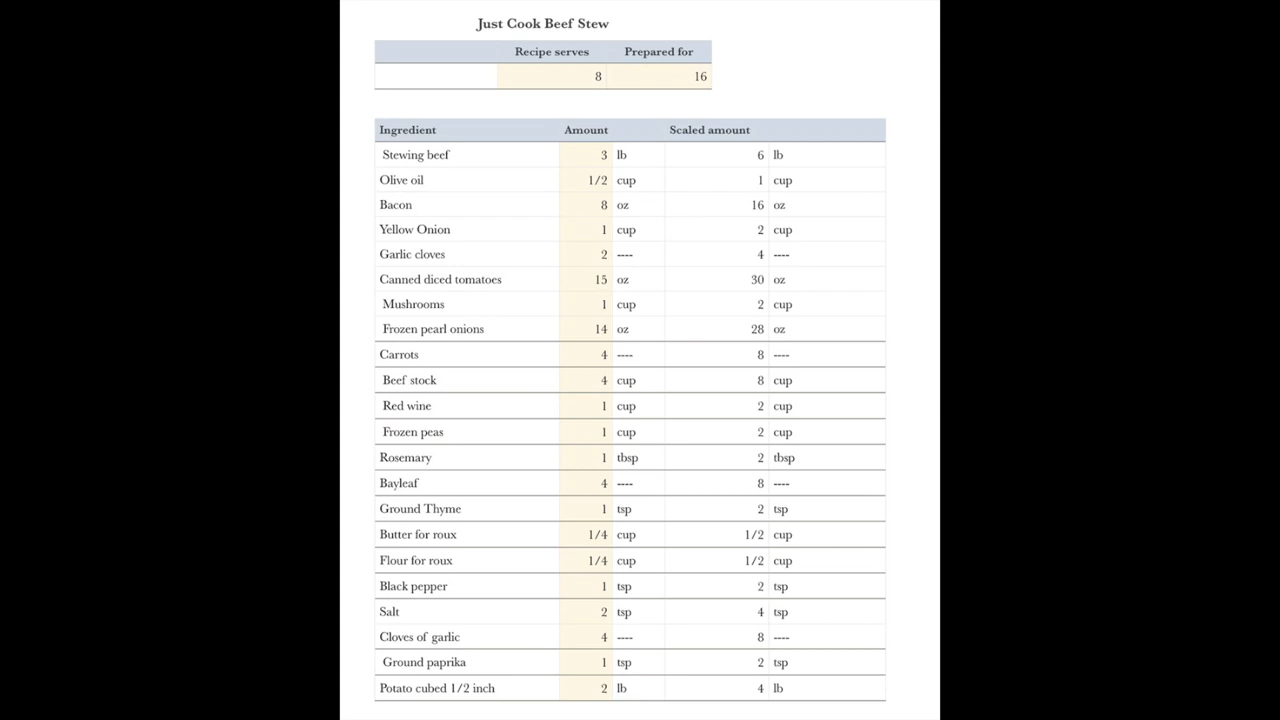 Just Cook Beef Stew
Recipe serves Prepared for
8 16
Ingredient Amount Scaled amount
Stewing beef 3 lb 6 lb
Olive oil 1/2 cup 1 cup
Bacon 8 oz 16 oz
Yellow Onion 1 cup 2 cup
Garlic cloves 2 ---- 4 ----
Canned diced tomatoes 15 oz 30 oz
Mushrooms 1 cup 2 cup
Frozen pearl onions 14 oz 28 oz
Carrots 4 ---- 8 ----
Beef stock 4 cup 8 cup
Red wine 1 cup 2 cup
Frozen peas 1 cup 2 cup
Rosemary 1 tbsp 2 tbsp
Bayleaf 4 ---- 8 ----
Ground Thyme 1 tsp 2 tsp
Butter for roux 1/4 cup 1/2 cup
Flour for roux 1/4 cup 1/2 cup
Black pepper 1 tsp 2 tsp
Salt 2 tsp 4 tsp
Cloves of garlic 4 ---- 8 ----
Ground paprika 1 tsp 2 tsp
Potato cubed 1/2 inch 2 lb 4 lb